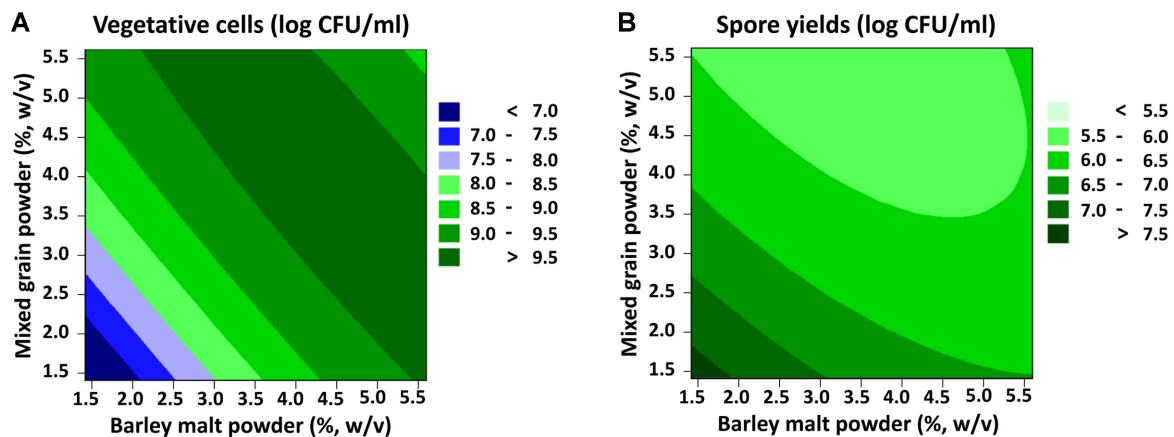 A
Vegetative cells (log CFU/ml)
Mixed grain powder (%, w/v)
5.5
5.0
4.5
4.0
3.5
3.0
2.5
2.0
1.5
1.5 2.0 2.5 3.0 3.5 4.0 4.5 5.0 5.5
Barley malt powder (%, w/v)
< 7.0
7.0 - 7.5
7.5 - 8.0
8.0 - 8.5
8.5 - 9.0
9.0 - 9.5
> 9.5
B
Spore yields (log CFU/ml)
Mixed grain powder (%, w/v)
5.5
5.0
4.5
4.0
3.5
3.0
2.5
2.0
1.5
1.5 2.0 2.5 3.0 3.5 4.0 4.5 5.0 5.5
Barley malt powder (%, w/v)
< 5.5
5.5 - 6.0
6.0 - 6.5
6.5 - 7.0
7.0 - 7.5
> 7.5